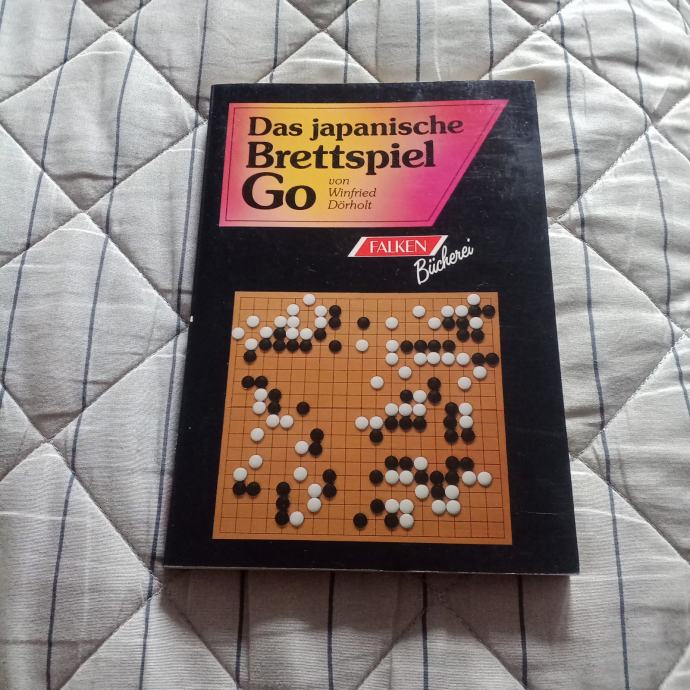 Das japanische
Brettspiel
Go
von
Winfried
Dörholt
FALKEN
Bücherei